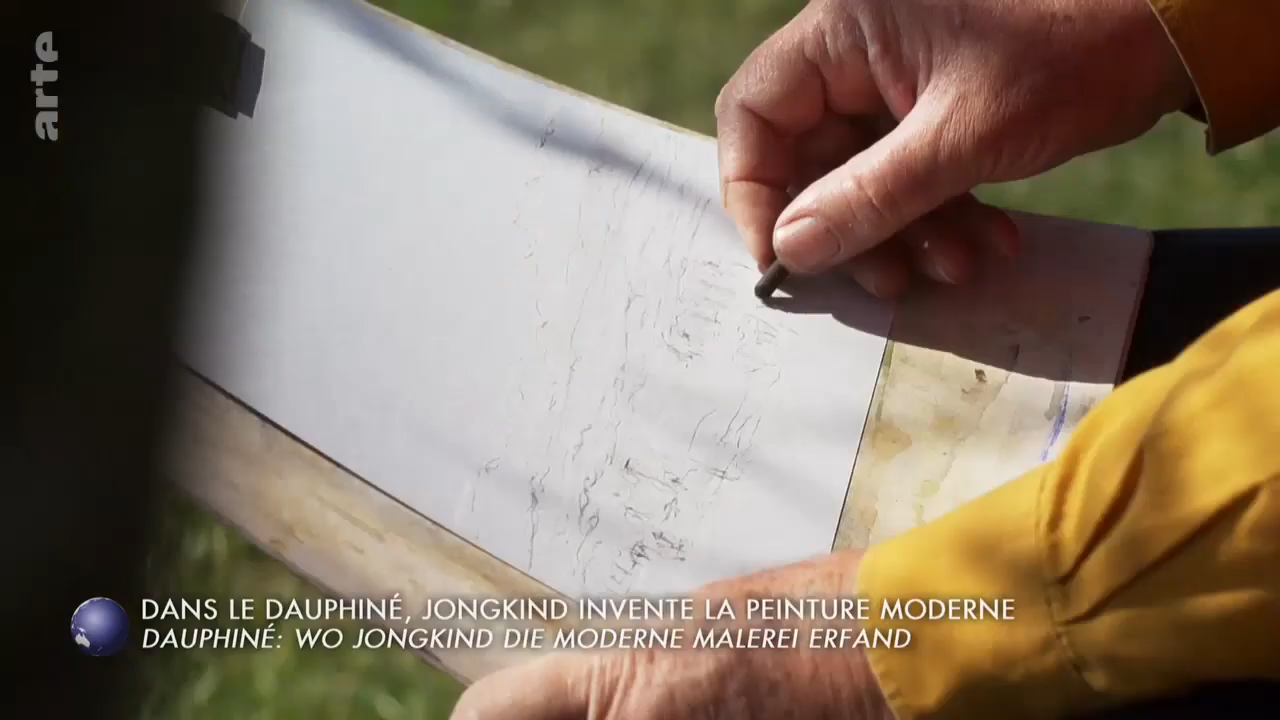 arte
DANS LE DAUPHINÉ, JONGKIND INVENTE LA PEINTURE MODERNE
DAUPHINÉ: WO JONGKIND DIE MODERNE MALEREI ERFAND